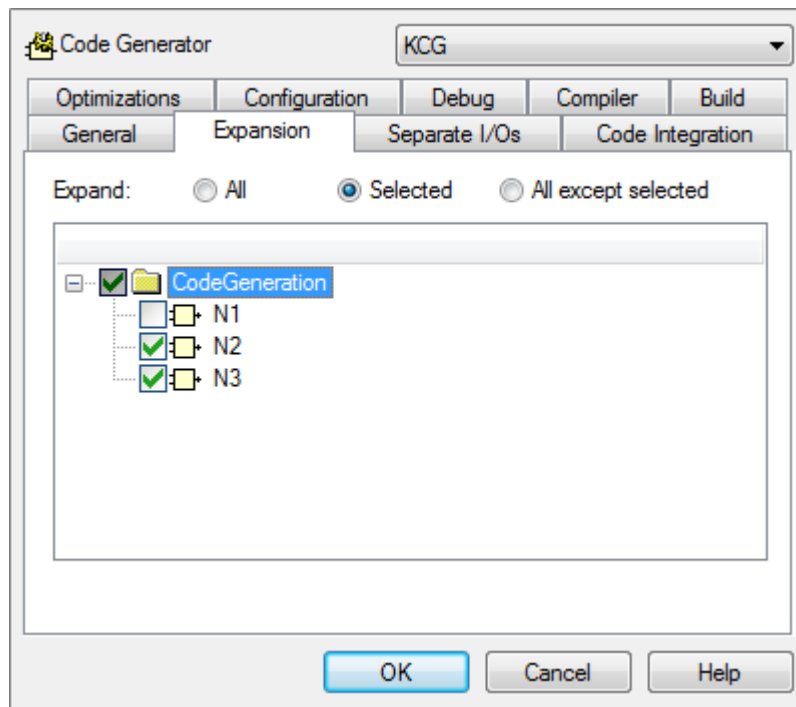 Code Generator KCG
Optimizations Configuration Debug Compiler Build
General Expansion Separate I/Os Code Integration
Expand: All Selected All except selected
CodeGeneration
N1
N2
N3
OK Cancel Help